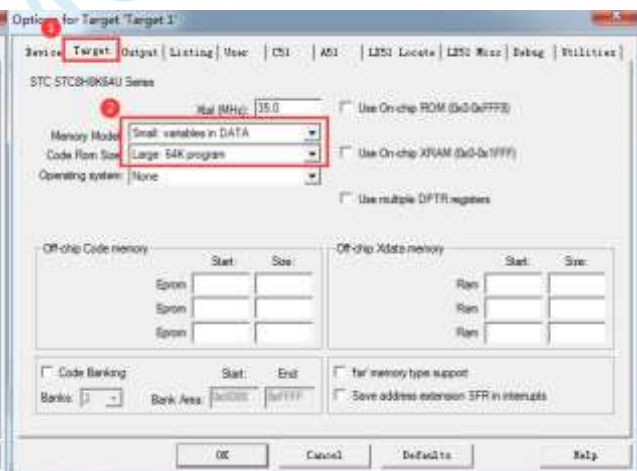 Options for Target 'Target 1'
1
Device Target Output Listing User C51 A51 LX51 Locate LX51 Misc Debug Utilities
STC STC8H8K64U Series
2
Xtal (MHz): 35.0
Use On-chip ROM (0x0-0xFFF8)
Memory Model: Small: variables in DATA
Code Rom Size: Large: 64K program
Use On-chip XRAM (0x0-0x1FFF)
Operating system: None
Use multiple DPTR registers
Off-chip Code memory
Start: Size:
Eprom
Eprom
Eprom
Off-chip Xdata memory
Start: Size:
Ram
Ram
Ram
Code Banking
Start: End:
Banks: Bank Area: 0xFFFF
'far' memory type support
Save address extension SFR in interrupts
OK Cancel Defaults Help